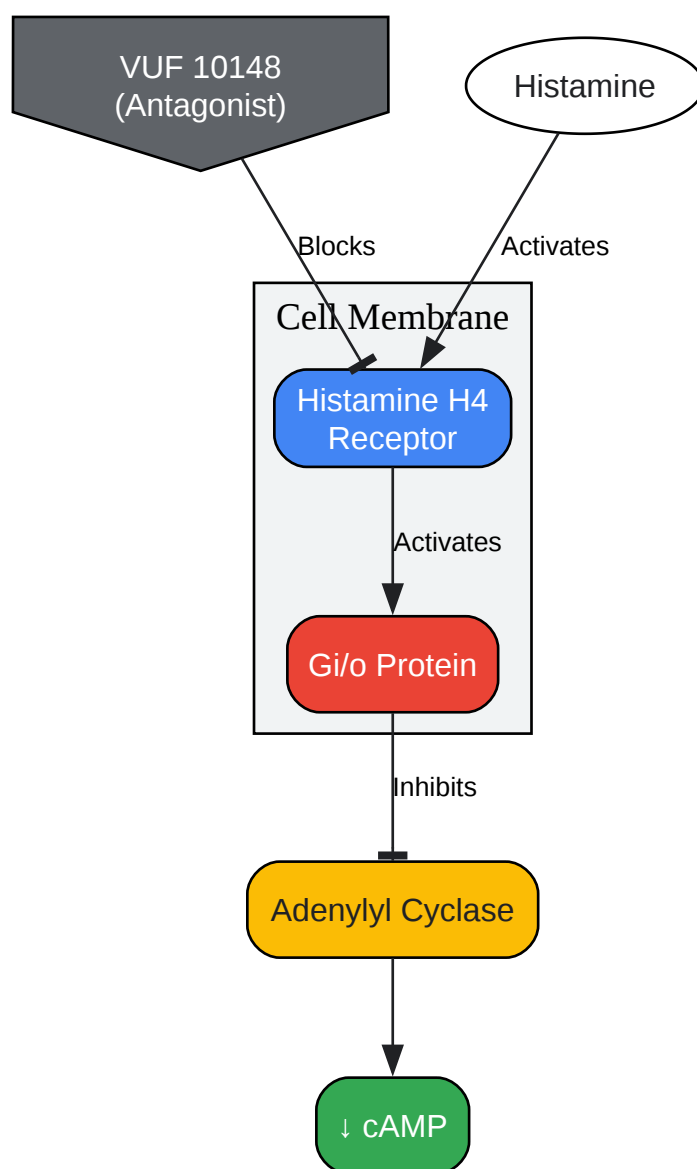 VUF 10148
(Antagonist)
Histamine
Blocks
Activates
Cell Membrane
Histamine H4
Receptor
Activates
Gi/o Protein
Inhibits
Adenylyl Cyclase
↓ cAMP